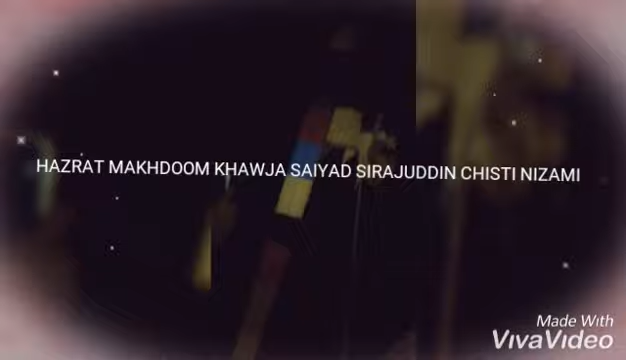 HAZRAT MAKHDOOM KHAWJA SAIYAD SIRAJUDDIN CHISTI NIZAMI
Made With
VivaVideo